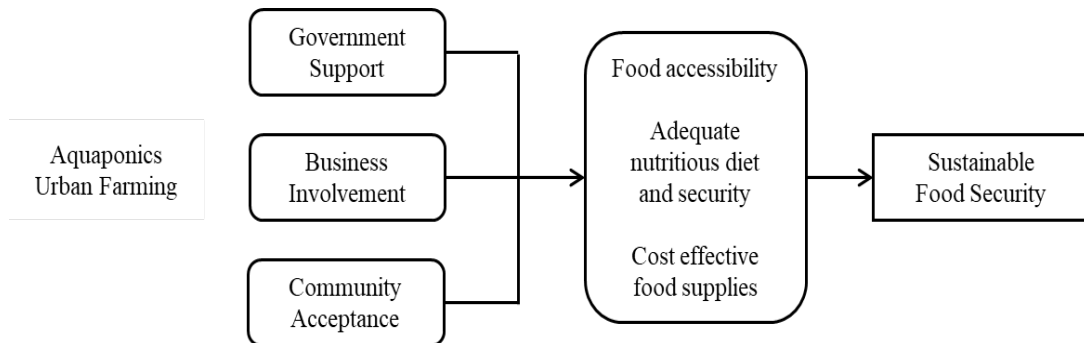 Aquaponics
Urban Farming
Government
Support
Business
Involvement
Community
Acceptance
Food accessibility
Adequate
nutritious diet
and security
Cost effective
food supplies
Sustainable
Food Security